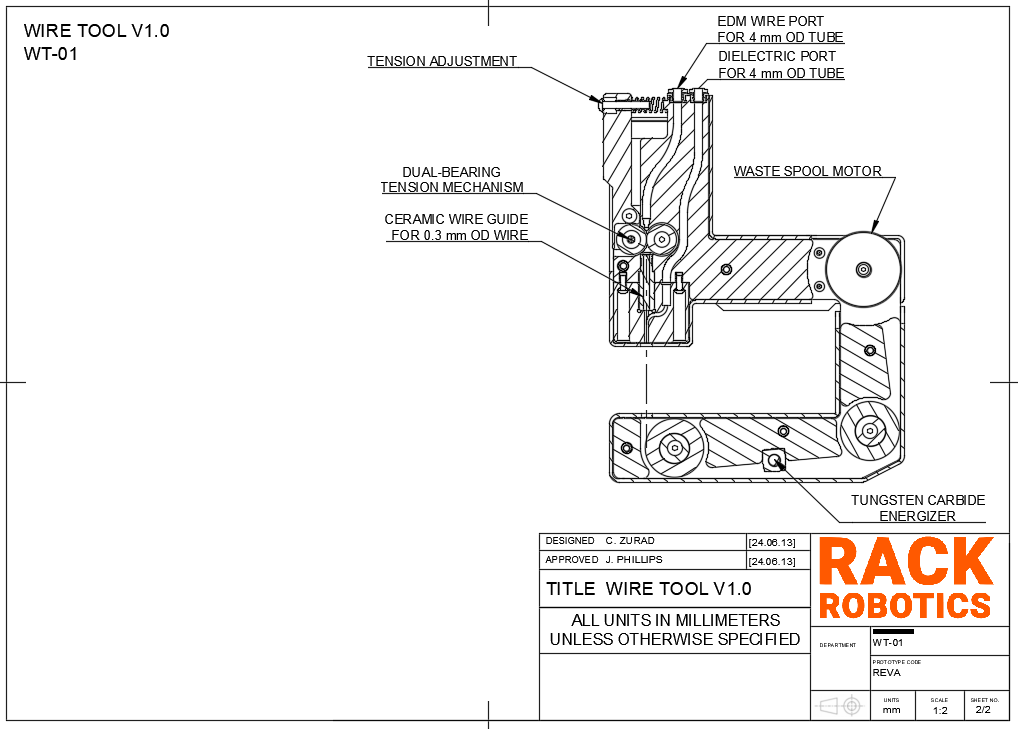 WIRE TOOL V1.0
WT-01
EDM WIRE PORT
FOR 4 mm OD TUBE
DIELECTRIC PORT
FOR 4 mm OD TUBE
TENSION ADJUSTMENT
DUAL-BEARING
TENSION MECHANISM
WASTE SPOOL MOTOR
CERAMIC WIRE GUIDE
FOR 0.3 mm OD WIRE
TUNGSTEN CARBIDE
ENERGIZER
DESIGNED C. ZURAD [24.06.13]
APPROVED J. PHILLIPS [24.06.13]
TITLE WIRE TOOL V1.0
ALL UNITS IN MILLIMETERS
UNLESS OTHERWISE SPECIFIED
RACK
ROBOTICS
DEPARTMENT
WT-01
PROTOTYPE CODE
REVA
UNITS
mm
SCALE
1:2
SHEET NO.
2/2